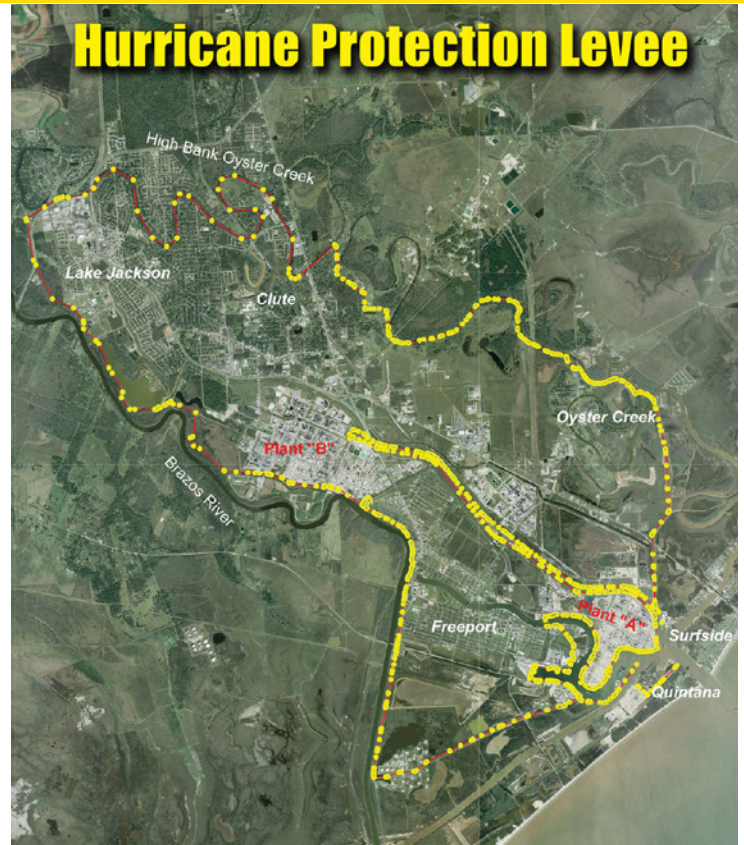 Hurricane Protection Levee
High Bank Oyster Creek
Lake Jackson
Clute
Oyster Creek
Plant "B"
Brazos River
Plant "A"
Freeport
Surfside
Quintana